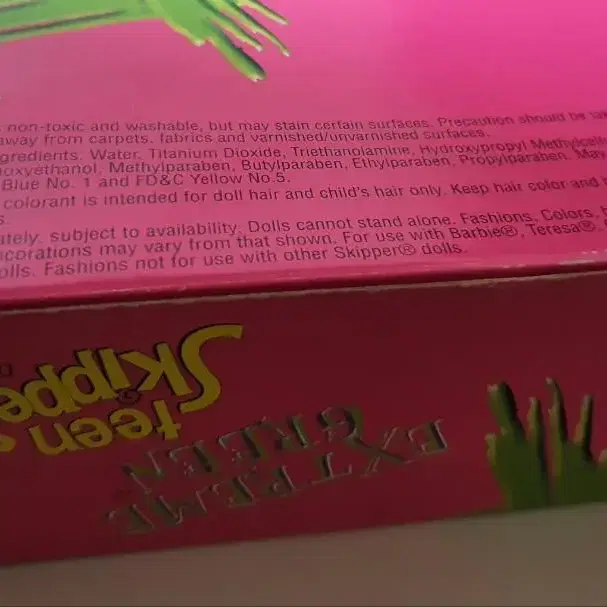 non-toxic and washable, but may stain certain surfaces. Precaution should be
away from carpets, fabrics and varnished/unvarnished surfaces.
gredients. Water, Titanium Dioxide, Triethanolamine, Hydroxypropyl Methylcell
oxyethanol, Methylparaben, Butylparaben, Ethylparaben, Propylparaben. May
Blue No. 1 and FD&C Yellow No.5.
colorant is intended for doll hair and child's hair only. Keep hair color and
s.
ately, subject to availability. Dolls cannot stand alone. Fashions, Colors,
corations may vary from that shown. For use with Barbie®, Teresa®,
olls. Fashions not for use with other Skipper® dolls.
teen
Skippe
EXTREME
GREEN